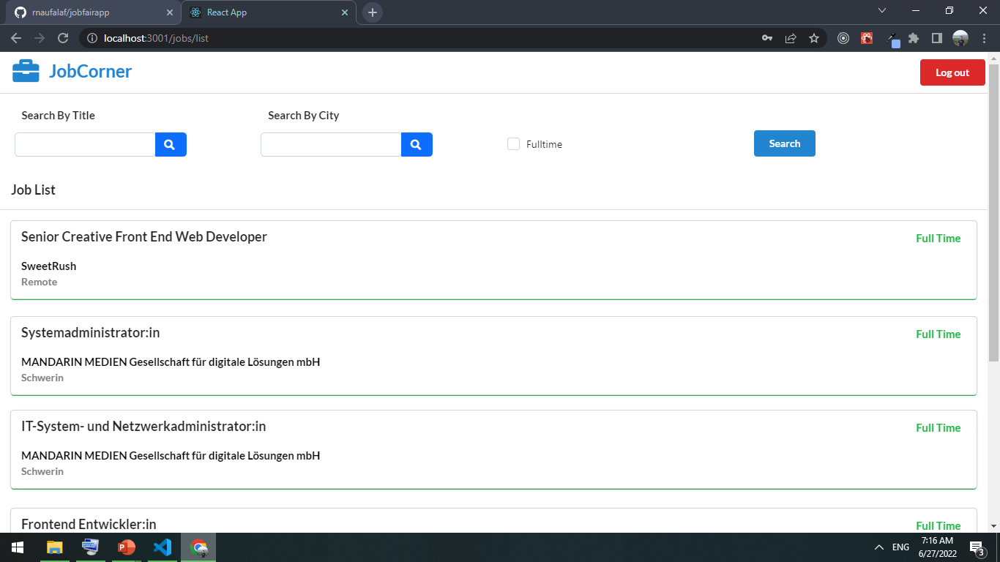 rnaufalaf/jobfairapp
React App
localhost:3001/jobs/list
JobCorner
Log out
Search By Title
Search By City
Fulltime
Search
Job List
Senior Creative Front End Web Developer
Full Time
SweetRush
Remote
Systemadministrator:in
Full Time
MANDARIN MEDIEN Gesellschaft für digitale Lösungen mbH
Schwerin
IT-System- und Netzwerkadministrator:in
Full Time
MANDARIN MEDIEN Gesellschaft für digitale Lösungen mbH
Schwerin
Frontend Entwickler:in
Full Time
ENG
7:16 AM
6/27/2022
3